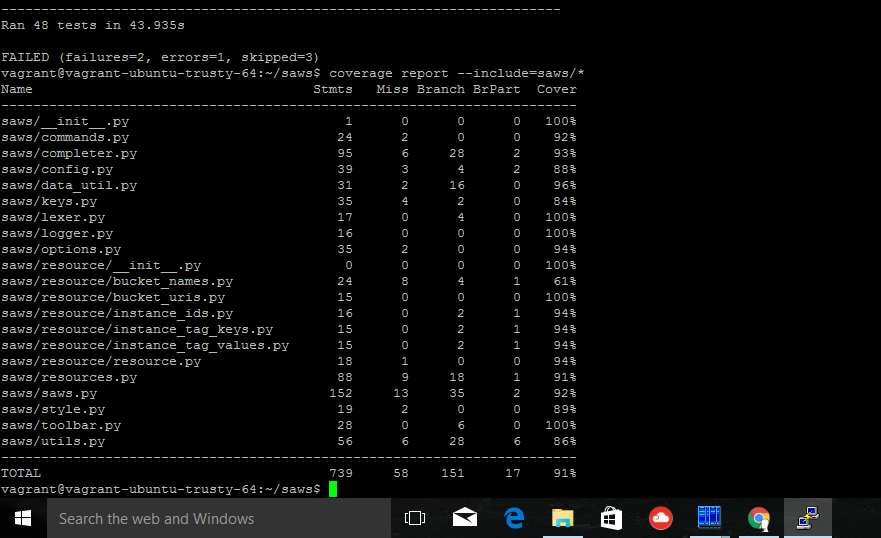 ----------------------------------------------------------------------
Ran 48 tests in 43.935s
FAILED (failures=2, errors=1, skipped=3)
vagrant@vagrant-ubuntu-trusty-64:~/saws$ coverage report --include=saws/*
Name                                   Stmts   Miss Branch BrPart  Cover
------------------------------------------------------------------------
saws/__init__.py                           1      0      0      0   100%
saws/commands.py                          24      2      0      0    92%
saws/completer.py                         95      6     28      2    93%
saws/config.py                            39      3      4      2    88%
saws/data_util.py                         31      2     16      0    96%
saws/keys.py                              35      4      2      0    84%
saws/lexer.py                             17      0      4      0   100%
saws/logger.py                            16      0      0      0   100%
saws/options.py                           35      2      0      0    94%
saws/resource/__init__.py                  0      0      0      0   100%
saws/resource/bucket_names.py             24      8      4      1    61%
saws/resource/bucket_uris.py              15      0      0      0   100%
saws/resource/instance_ids.py             16      0      2      1    94%
saws/resource/instance_tag_keys.py        15      0      2      1    94%
saws/resource/instance_tag_values.py      15      0      2      1    94%
saws/resource/resource.py                 18      1      0      0    94%
saws/resources.py                         88      9     18      1    91%
saws/saws.py                             152     13     35      2    92%
saws/style.py                             19      2      0      0    89%
saws/toolbar.py                           28      0      6      0   100%
saws/utils.py                             56      6     28      6    86%
------------------------------------------------------------------------
TOTAL                                    739     58    151     17    91%
vagrant@vagrant-ubuntu-trusty-64:~/saws$
Search the web and Windows